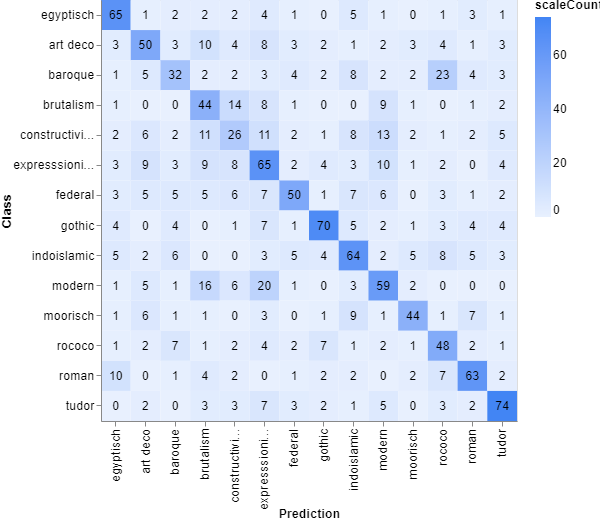 scaleCount
egyptisch 65 1 2 2 2 4 1 0 5 1 0 1 3 1
art deco 3 50 3 10 4 8 3 2 1 2 3 4 1 3
baroque 1 5 32 2 2 3 4 2 8 2 2 23 4 3
brutalism 1 0 0 44 14 8 1 0 0 9 1 0 1 2
constructivi... 2 6 2 11 26 11 2 1 8 13 2 1 2 5
expresssioni... 3 9 3 9 8 65 2 4 3 10 1 2 0 4
federal 3 5 5 5 6 7 50 1 7 6 0 3 1 2
gothic 4 0 4 0 1 7 1 70 5 2 1 3 4 4
indoislamic 5 2 6 0 0 3 5 4 64 2 5 8 5 3
modern 1 5 1 16 6 20 1 0 3 59 2 0 0 0
moorisch 1 6 1 1 0 3 0 1 9 1 44 1 7 1
rococo 1 2 7 1 2 4 2 7 1 2 1 48 2 1
roman 10 0 1 4 2 0 1 2 2 0 2 7 63 2
tudor 0 2 0 3 3 7 3 2 1 5 0 3 2 74
60
40
20
0
Class
egyptisch
art deco
baroque
brutalism
constructivi...
expresssioni...
federal
gothic
indoislamic
modern
moorisch
rococo
roman
tudor
Prediction